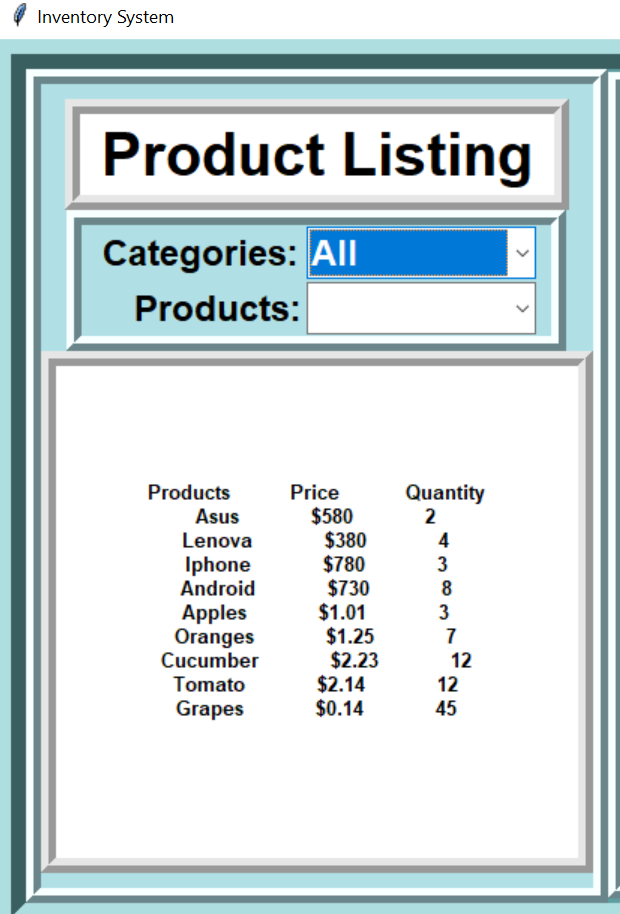 Inventory System
Product Listing
Categories: All
Products:
Products Price Quantity
Asus $580 2
Lenova $380 4
Iphone $780 3
Android $730 8
Apples $1.01 3
Oranges $1.25 7
Cucumber $2.23 12
Tomato $2.14 12
Grapes $0.14 45